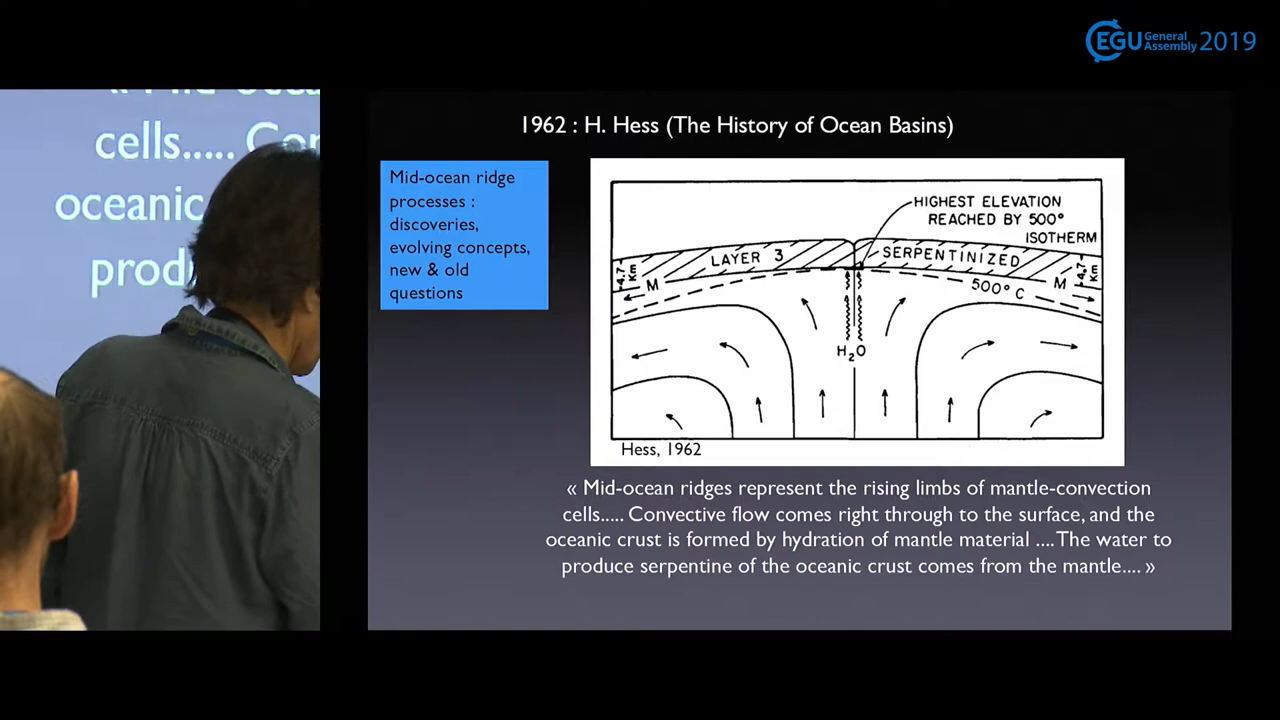 EGU General
Assembly 2019
cells..... Con
oceanic
prod
1962 : H. Hess (The History of Ocean Basins)
Mid-ocean ridge
processes :
discoveries,
evolving concepts,
new & old
questions
HIGHEST ELEVATION
REACHED BY 500°
ISOTHERM
LAYER 3
SERPENTINIZED
4.7 KM
M
500° C
M
4.7 KM
H₂O
Hess, 1962
« Mid-ocean ridges represent the rising limbs of mantle-convection
cells..... Convective flow comes right through to the surface, and the
oceanic crust is formed by hydration of mantle material .... The water to
produce serpentine of the oceanic crust comes from the mantle.... »